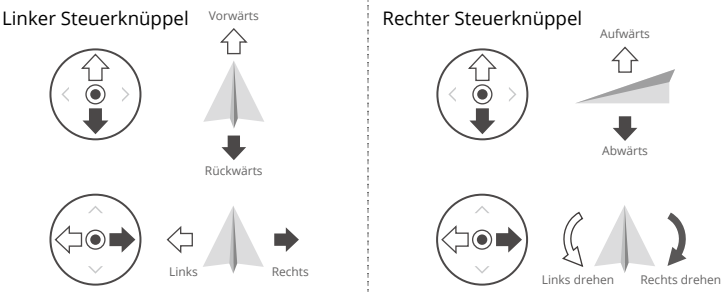 Linker Steuerknüppel
Vorwärts
Rückwärts
Links
Rechts
Rechter Steuerknüppel
Aufwärts
Abwärts
Links drehen
Rechts drehen